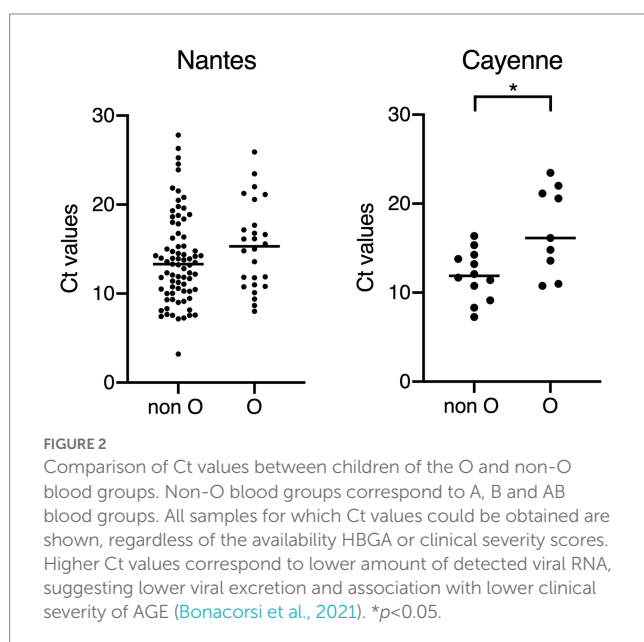 Nantes
Cayenne
*
30
20
10
0
Ct values
non O
O
30
20
10
0
Ct values
non O
O
FIGURE 2
Comparison of Ct values between children of the O and non-O
blood groups. Non-O blood groups correspond to A, B and AB
blood groups. All samples for which Ct values could be obtained are
shown, regardless of the availability HBGA or clinical severity scores.
Higher Ct values correspond to lower amount of detected viral RNA,
suggesting lower viral excretion and association with lower clinical
severity of AGE (Bonacorsi et al., 2021). *p<0.05.